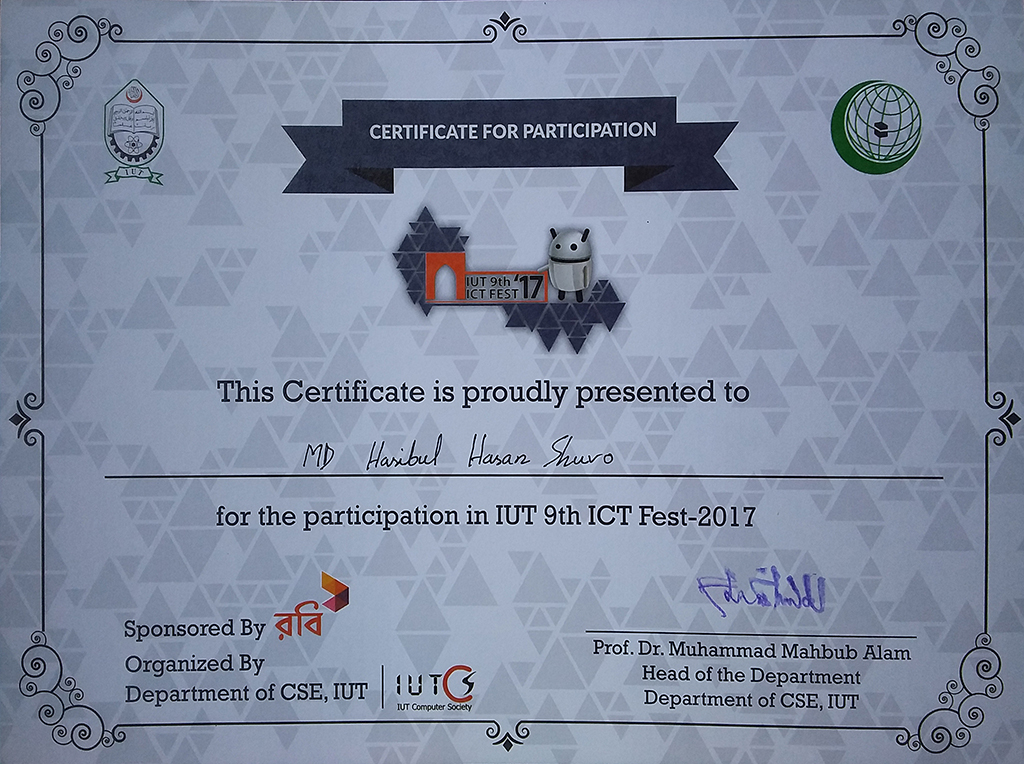 CERTIFICATE FOR PARTICIPATION
IUT
IUT 9th '17
ICT FEST
This Certificate is proudly presented to
MD Hasibul Hasan Shuvo
for the participation in IUT 9th ICT Fest-2017
Sponsored By রবি
Organized By
Department of CSE, IUT
IUTCS
IUT Computer Society
Prof. Dr. Muhammad Mahbub Alam
Head of the Department
Department of CSE, IUT